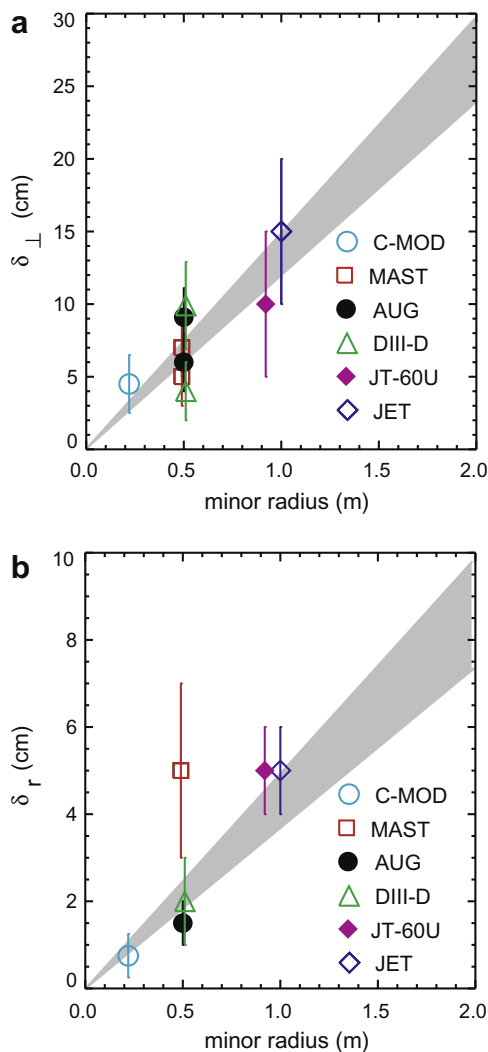 a
30
25
20
15
10
5
0
δ⊥ (cm)
C-MOD
MAST
AUG
DIII-D
JT-60U
JET
0.0 0.5 1.0 1.5 2.0
minor radius (m)
b
10
8
6
4
2
0
δr (cm)
C-MOD
MAST
AUG
DIII-D
JT-60U
JET
0.0 0.5 1.0 1.5 2.0
minor radius (m)